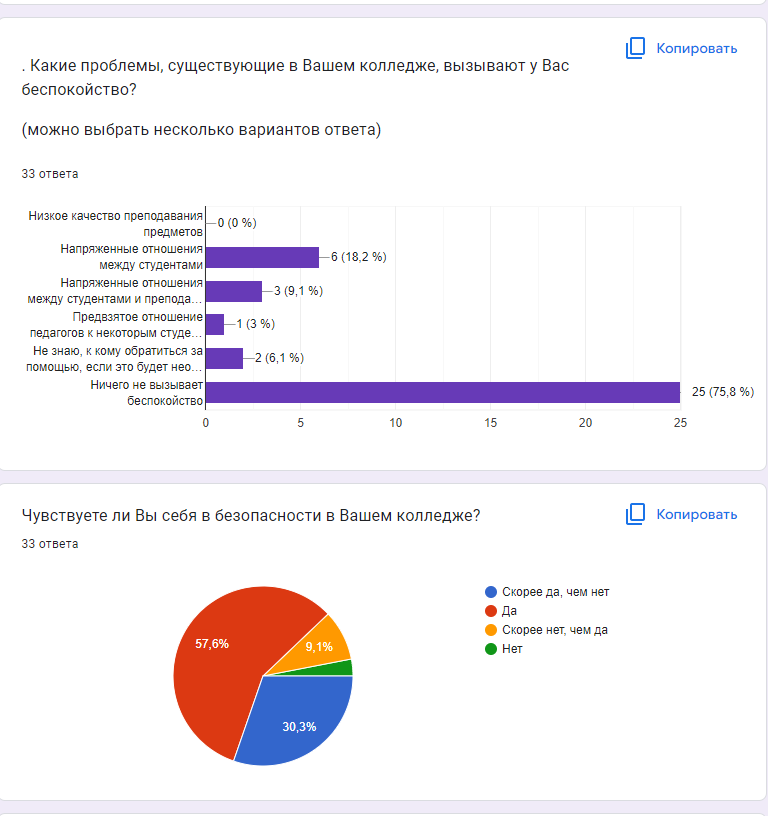 Копировать
. Какие проблемы, существующие в Вашем колледже, вызывают у Вас
беспокойство?
(можно выбрать несколько вариантов ответа)
33 ответа
Низкое качество преподавания
предметов
0 (0 %)
Напряженные отношения
между студентами
6 (18,2 %)
Напряженные отношения
между студентами и препода…
3 (9,1 %)
Предвзятое отношение
педагогов к некоторым студе…
1 (3 %)
Не знаю, к кому обратиться за
помощью, если это будет нео…
2 (6,1 %)
Ничего не вызывает
беспокойство
25 (75,8 %)
0 5 10 15 20 25
Чувствуете ли Вы себя в безопасности в Вашем колледже?
Копировать
33 ответа
Скорее да, чем нет
Да
Скорее нет, чем да
Нет
57,6%
9,1%
30,3%